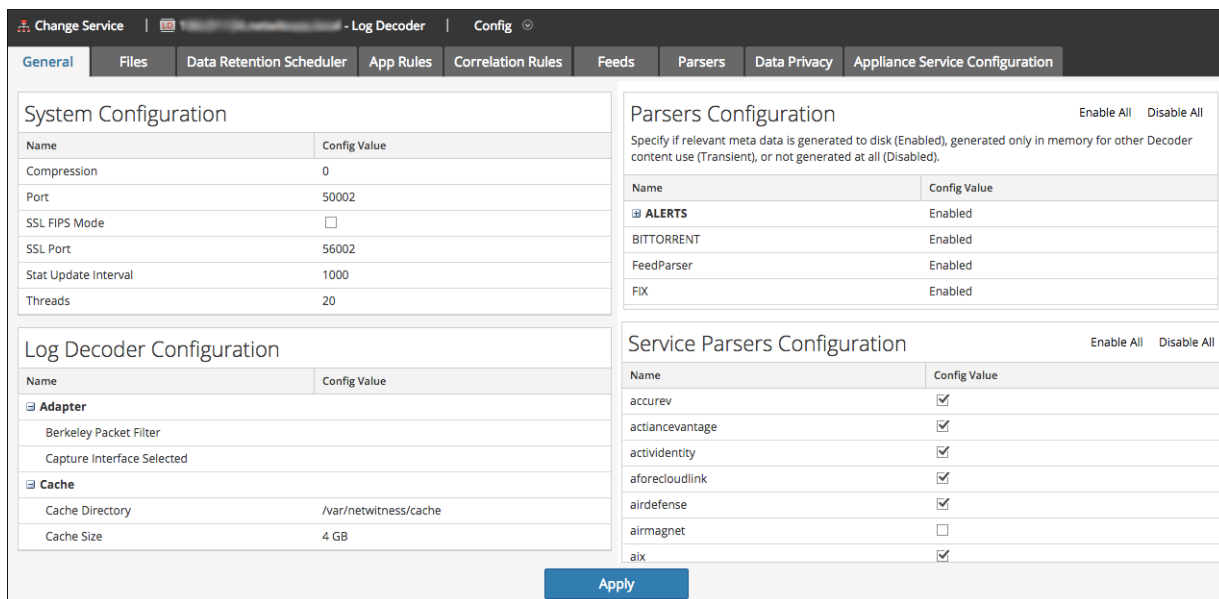 Change Service | LD - Log Decoder | Config
General Files Data Retention Scheduler App Rules Correlation Rules Feeds Parsers Data Privacy Appliance Service Configuration
System Configuration
Name Config Value
Compression 0
Port 50002
SSL FIPS Mode
SSL Port 56002
Stat Update Interval 1000
Threads 20
Log Decoder Configuration
Name Config Value
Adapter
Berkeley Packet Filter
Capture Interface Selected
Cache
Cache Directory /var/netwitness/cache
Cache Size 4 GB
Parsers Configuration Enable All Disable All
Specify if relevant meta data is generated to disk (Enabled), generated only in memory for other Decoder
content use (Transient), or not generated at all (Disabled).
Name Config Value
ALERTS Enabled
BITTORRENT Enabled
FeedParser Enabled
FIX Enabled
Service Parsers Configuration Enable All Disable All
Name Config Value
accurev
actiancevantage
actividentity
aforecloudlink
airdefense
airmagnet
aix
Apply